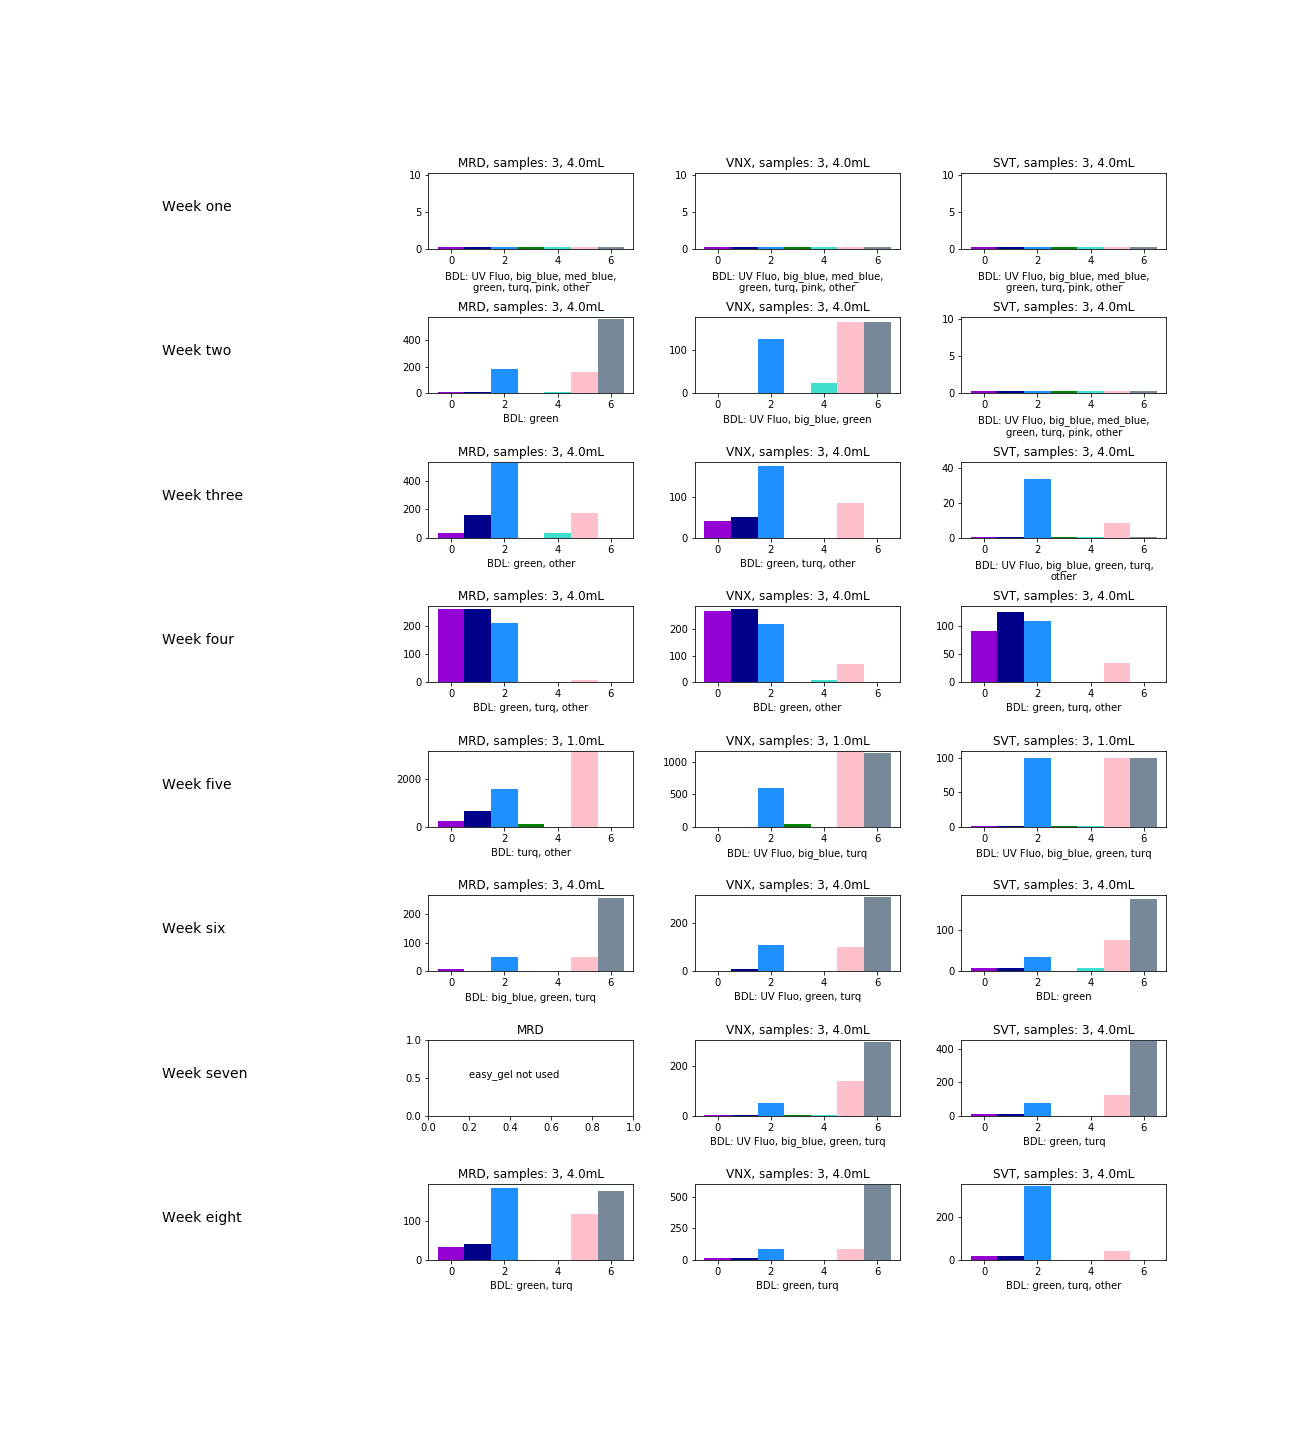 MRD, samples: 3, 4.0mL
VNX, samples: 3, 4.0mL
SVT, samples: 3, 4.0mL
Week one
10
5
0
0 2 4 6
BDL: UV Fluo, big_blue, med_blue,
green, turq, pink, other
10
5
0
0 2 4 6
BDL: UV Fluo, big_blue, med_blue,
green, turq, pink, other
10
5
0
0 2 4 6
BDL: UV Fluo, big_blue, med_blue,
green, turq, pink, other
MRD, samples: 3, 4.0mL
VNX, samples: 3, 4.0mL
SVT, samples: 3, 4.0mL
Week two
400
200
0
0 2 4 6
BDL: green
100
0
0 2 4 6
BDL: UV Fluo, big_blue, green
10
5
0
0 2 4 6
BDL: UV Fluo, big_blue, med_blue,
green, turq, pink, other
MRD, samples: 3, 4.0mL
VNX, samples: 3, 4.0mL
SVT, samples: 3, 4.0mL
Week three
400
200
0
0 2 4 6
BDL: green, other
100
0
0 2 4 6
BDL: green, turq, other
40
20
0
0 2 4 6
BDL: UV Fluo, big_blue, green, turq,
other
MRD, samples: 3, 4.0mL
VNX, samples: 3, 4.0mL
SVT, samples: 3, 4.0mL
Week four
200
100
0
0 2 4 6
BDL: green, turq, other
200
100
0
0 2 4 6
BDL: green, other
100
50
0
0 2 4 6
BDL: green, turq, other
MRD, samples: 3, 1.0mL
VNX, samples: 3, 1.0mL
SVT, samples: 3, 1.0mL
Week five
2000
0
0 2 4 6
BDL: turq, other
1000
500
0
0 2 4 6
BDL: UV Fluo, big_blue, turq
100
50
0
0 2 4 6
BDL: UV Fluo, big_blue, green, turq
MRD, samples: 3, 4.0mL
VNX, samples: 3, 4.0mL
SVT, samples: 3, 4.0mL
Week six
200
100
0
0 2 4 6
BDL: big_blue, green, turq
200
0
0 2 4 6
BDL: UV Fluo, green, turq
100
0
0 2 4 6
BDL: green
MRD
VNX, samples: 3, 4.0mL
SVT, samples: 3, 4.0mL
Week seven
1.0
0.5
0.0
easy_gel not used
0.0 0.2 0.4 0.6 0.8 1.0
200
0
0 2 4 6
BDL: UV Fluo, big_blue, green, turq
400
200
0
0 2 4 6
BDL: green, turq
MRD, samples: 3, 4.0mL
VNX, samples: 3, 4.0mL
SVT, samples: 3, 4.0mL
Week eight
100
0
0 2 4 6
BDL: green, turq
500
250
0
0 2 4 6
BDL: green, turq
200
0
0 2 4 6
BDL: green, turq, other